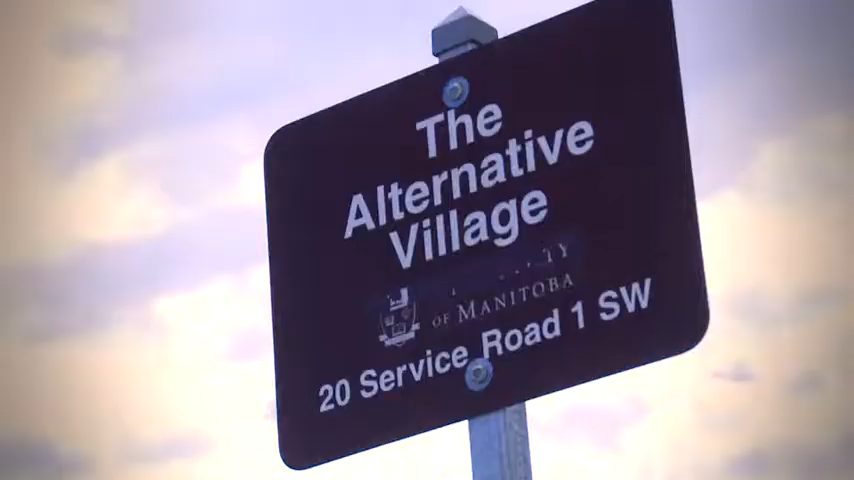 The
Alternative
Village
OF MANITOBA
20 Service Road 1 SW